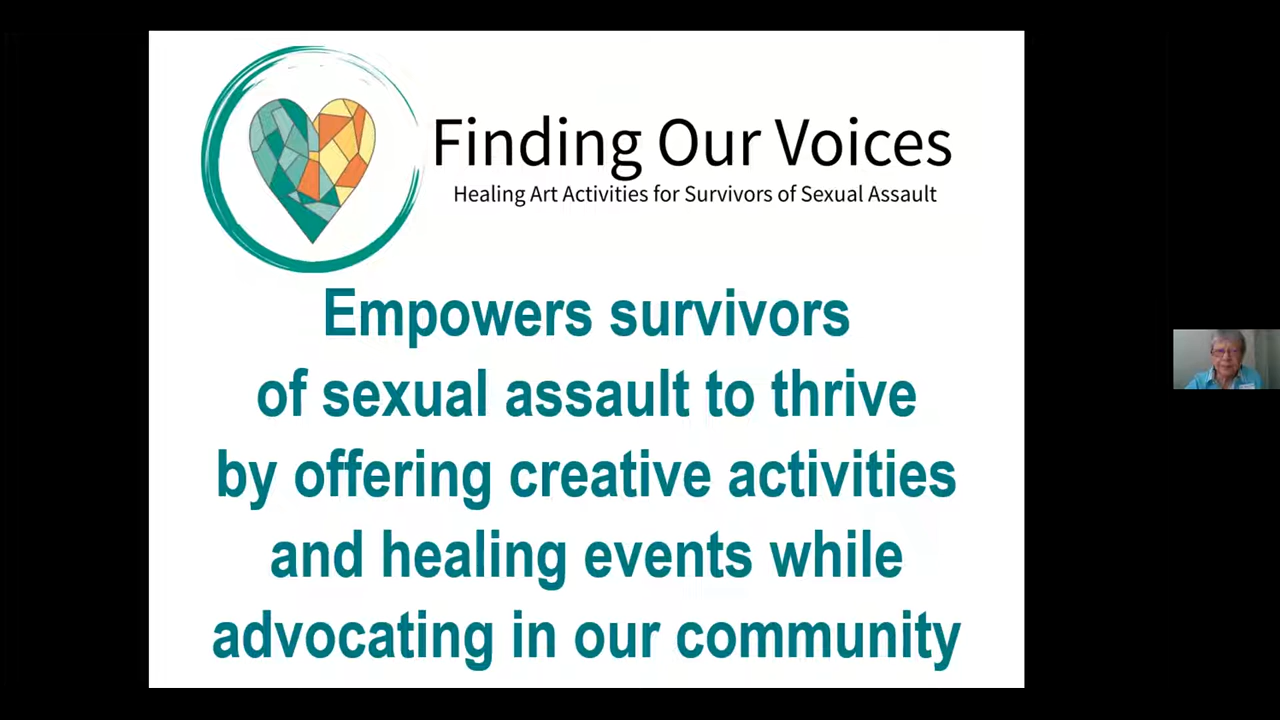 Finding Our Voices
Healing Art Activities for Survivors of Sexual Assault
Empowers survivors
of sexual assault to thrive
by offering creative activities
and healing events while
advocating in our community